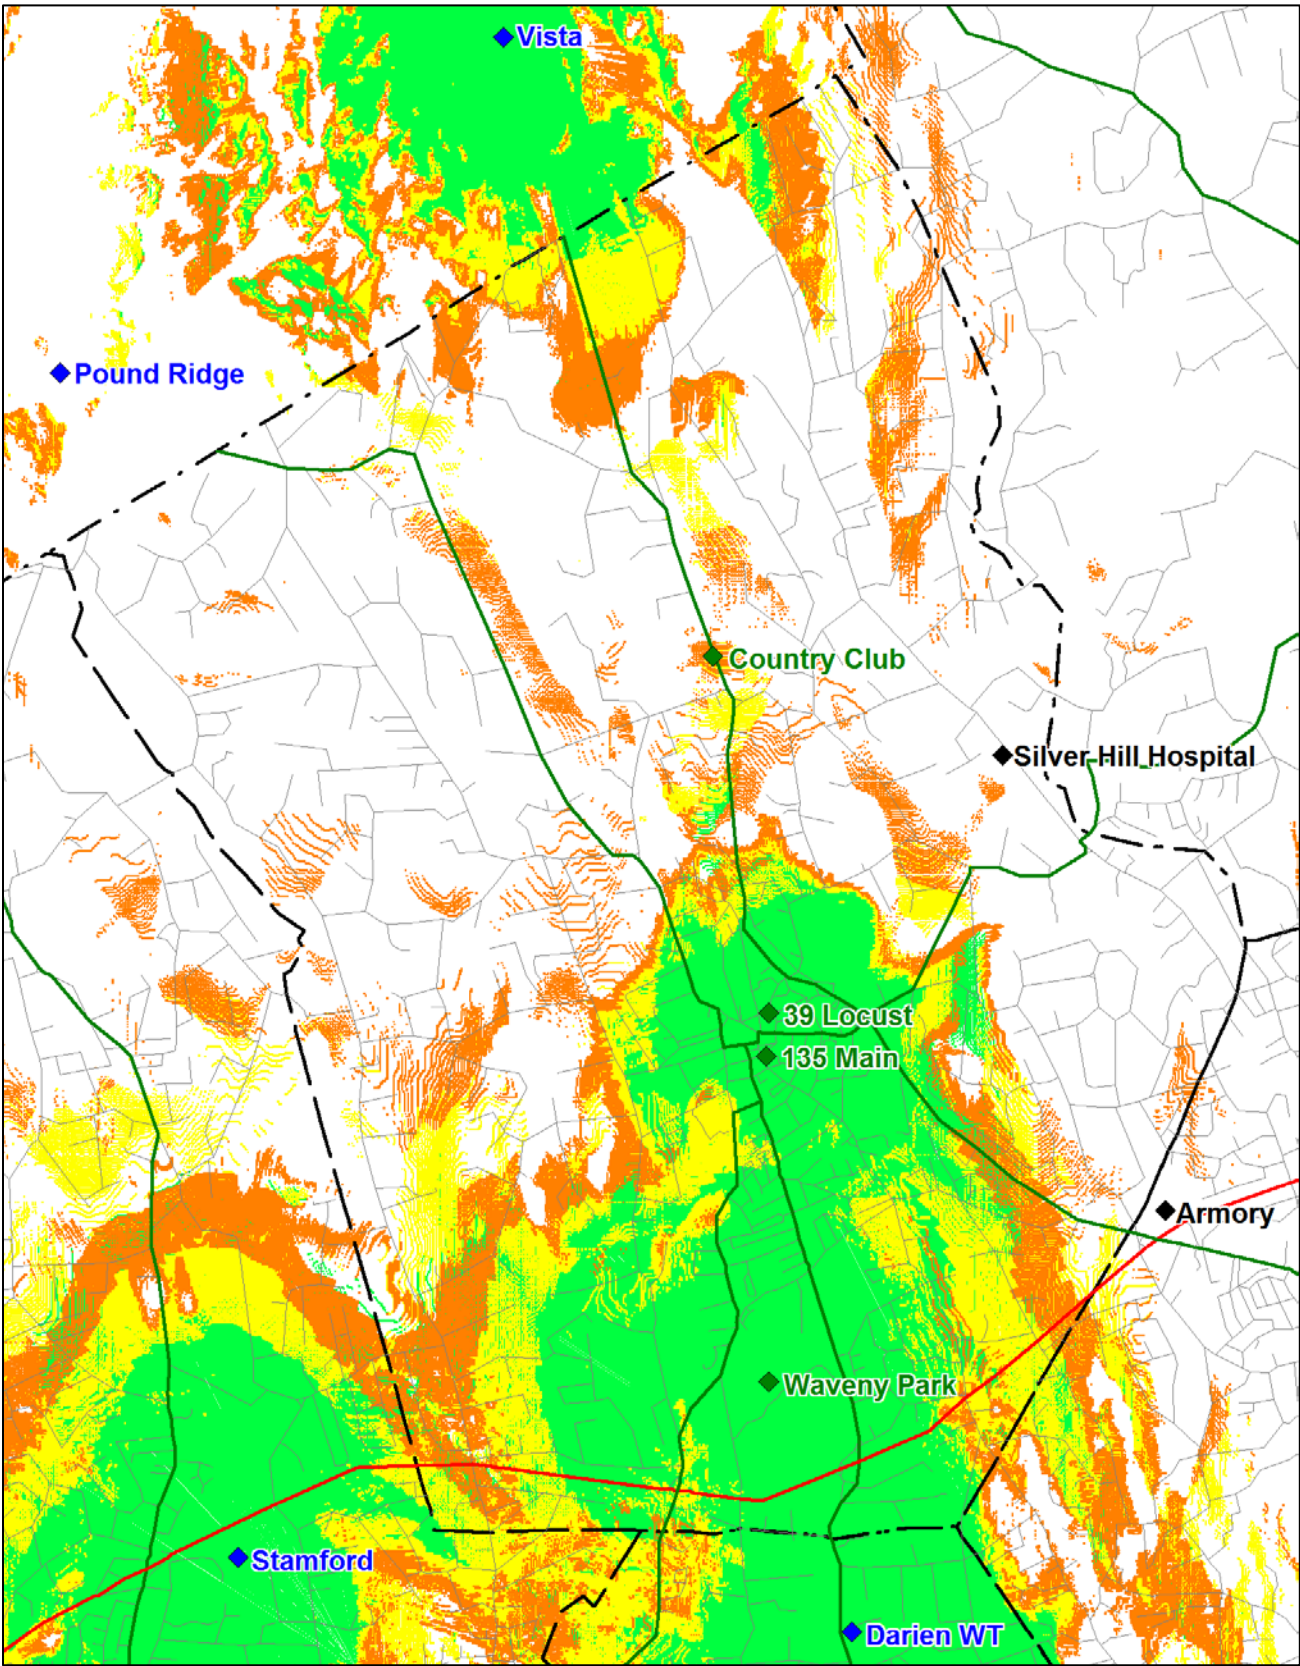 Vista
Pound Ridge
Country Club
Silver Hill Hospital
39 Locust
135 Main
Armory
Waveny Park
Stamford
Darien WT